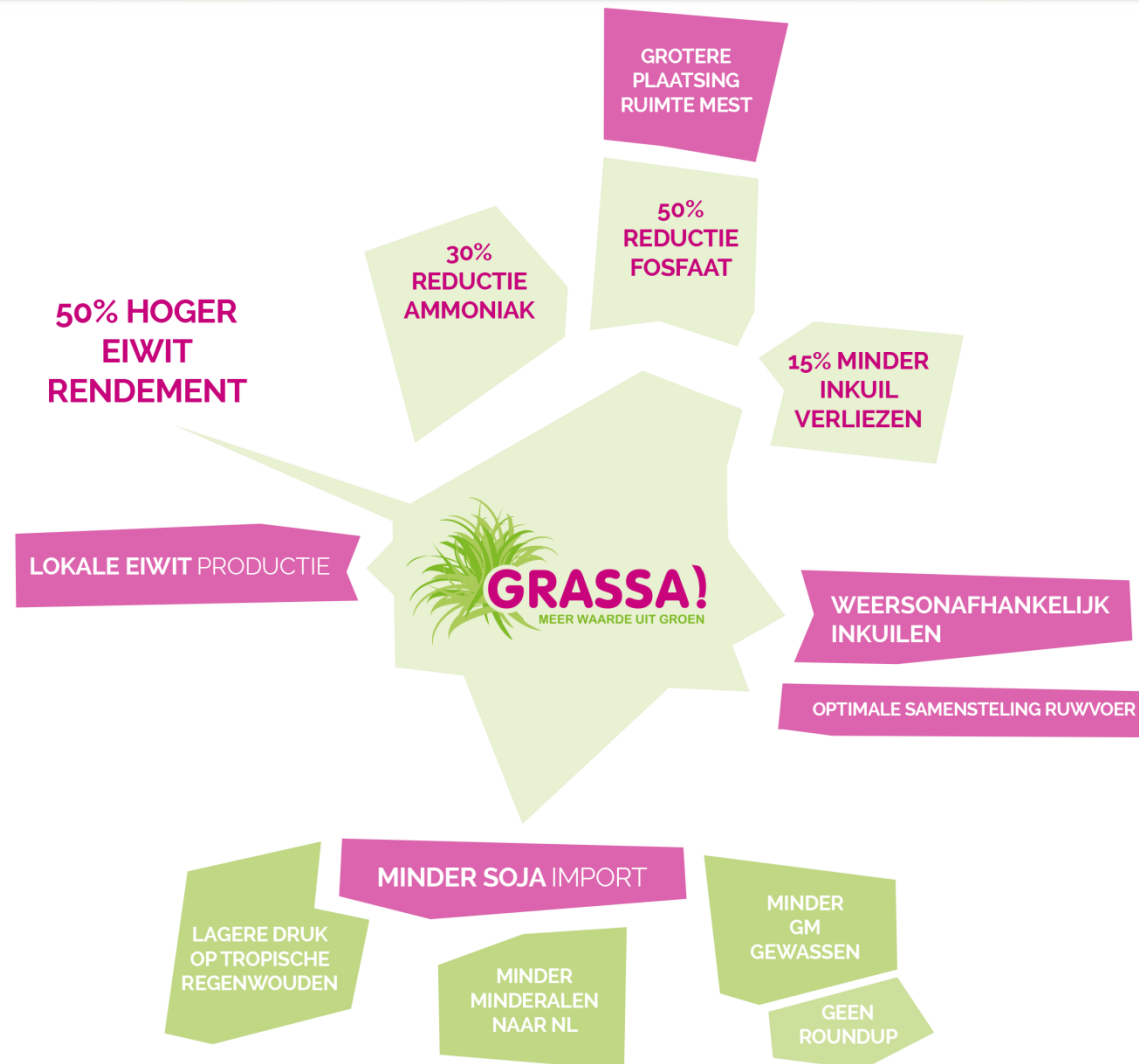 GROTERE
PLAATSING
RUIMTE MEST
50%
REDUCTIE
FOSFAAT
30%
REDUCTIE
AMMONIAK
50% HOGER
EIWIT
RENDEMENT
15% MINDER
INKUIL
VERLIEZEN
LOKALE EIWIT PRODUCTIE
GRASSA!
MEER WAARDE UIT GROEN
WEERSONAFHANKELIJK
INKUILEN
OPTIMALE SAMENSTELING RUWVOER
MINDER SOJA IMPORT
LAGERE DRUK
OP TROPISCHE
REGENWOUDEN
MINDER
MINDERALEN
NAAR NL
MINDER
GM
GEWASSEN
GEEN
ROUNDUP